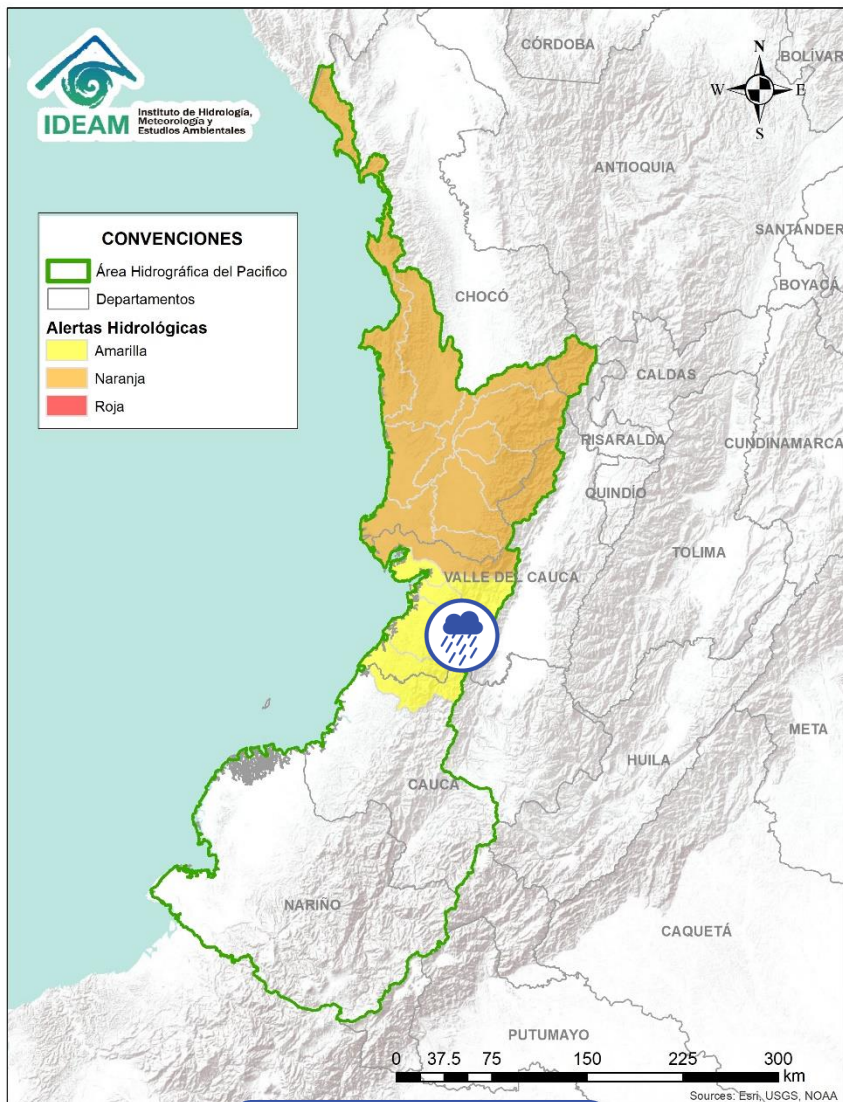 IDEAM
Instituto de Hidrología,
Meteorología y
Estudios Ambientales
N
W
E
S
CÓRDOBA
BOLÍVAR
ANTIOQUIA
SANTANDER
BOYACÁ
CHOCÓ
CALDAS
RISARALDA
CUNDINAMARCA
QUINDÍO
TOLIMA
VALLE DEL CAUCA
META
HUILA
CAUCA
NARIÑO
CAQUETÁ
PUTUMAYO
CONVENCIONES
Área Hidrográfica del Pacifico
Departamentos
Alertas Hidrológicas
Amarilla
Naranja
Roja
0 37.5 75 150 225 300
km
Sources: Esri, USGS, NOAA